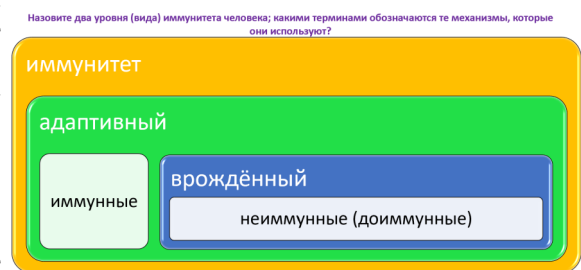 Назовите два уровня (вида) иммунитета человека; какими терминами обозначаются те механизмы, которые
они используют?
иммунитет
адаптивный
врождённый
иммунные
неиммунные (доиммунные)